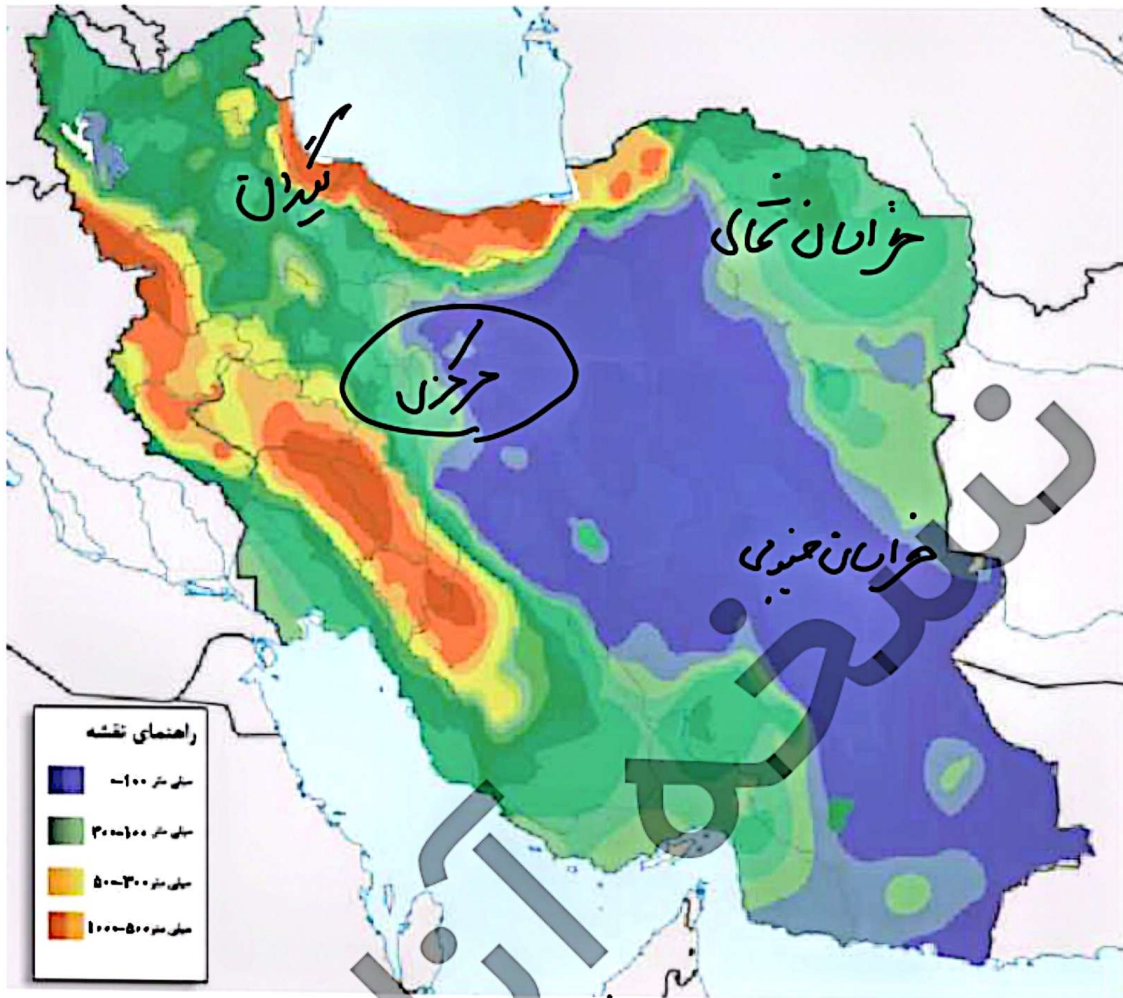 گیلان
خراسان شمالی
مرکزی
خراسان جنوبی
راهنمای نقشه
میلی متر ۱۰۰-۰
میلی متر ۳۰۰-۱۰۰
میلی متر ۵۰۰-۳۰۰
میلی متر ۱۰۰۰-۵۰۰
نسخه